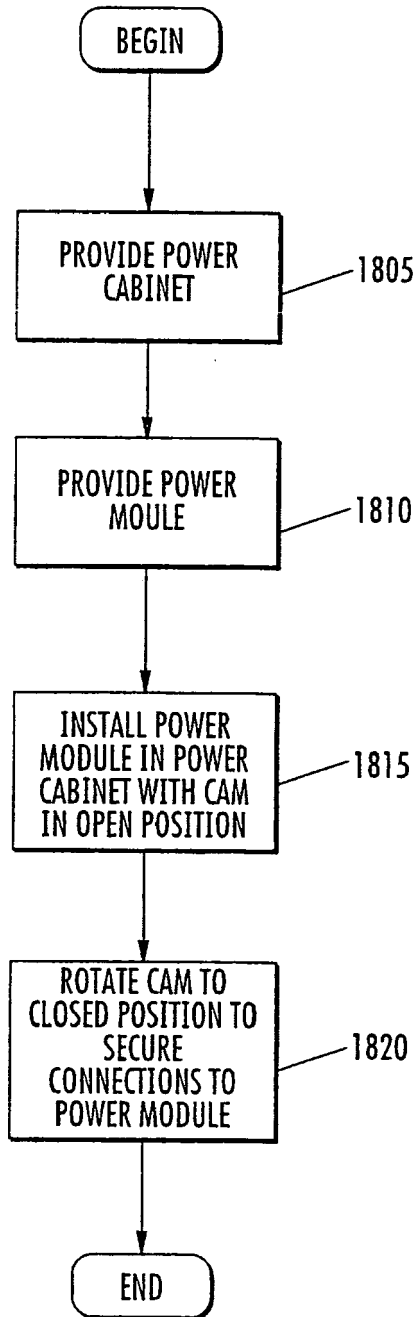 BEGIN
PROVIDE POWER
CABINET
1805
PROVIDE POWER
MOULE
1810
INSTALL POWER
MODULE IN POWER
CABINET WITH CAM
IN OPEN POSITION
1815
ROTATE CAM TO
CLOSED POSITION TO
SECURE
CONNECTIONS TO
POWER MODULE
1820
END